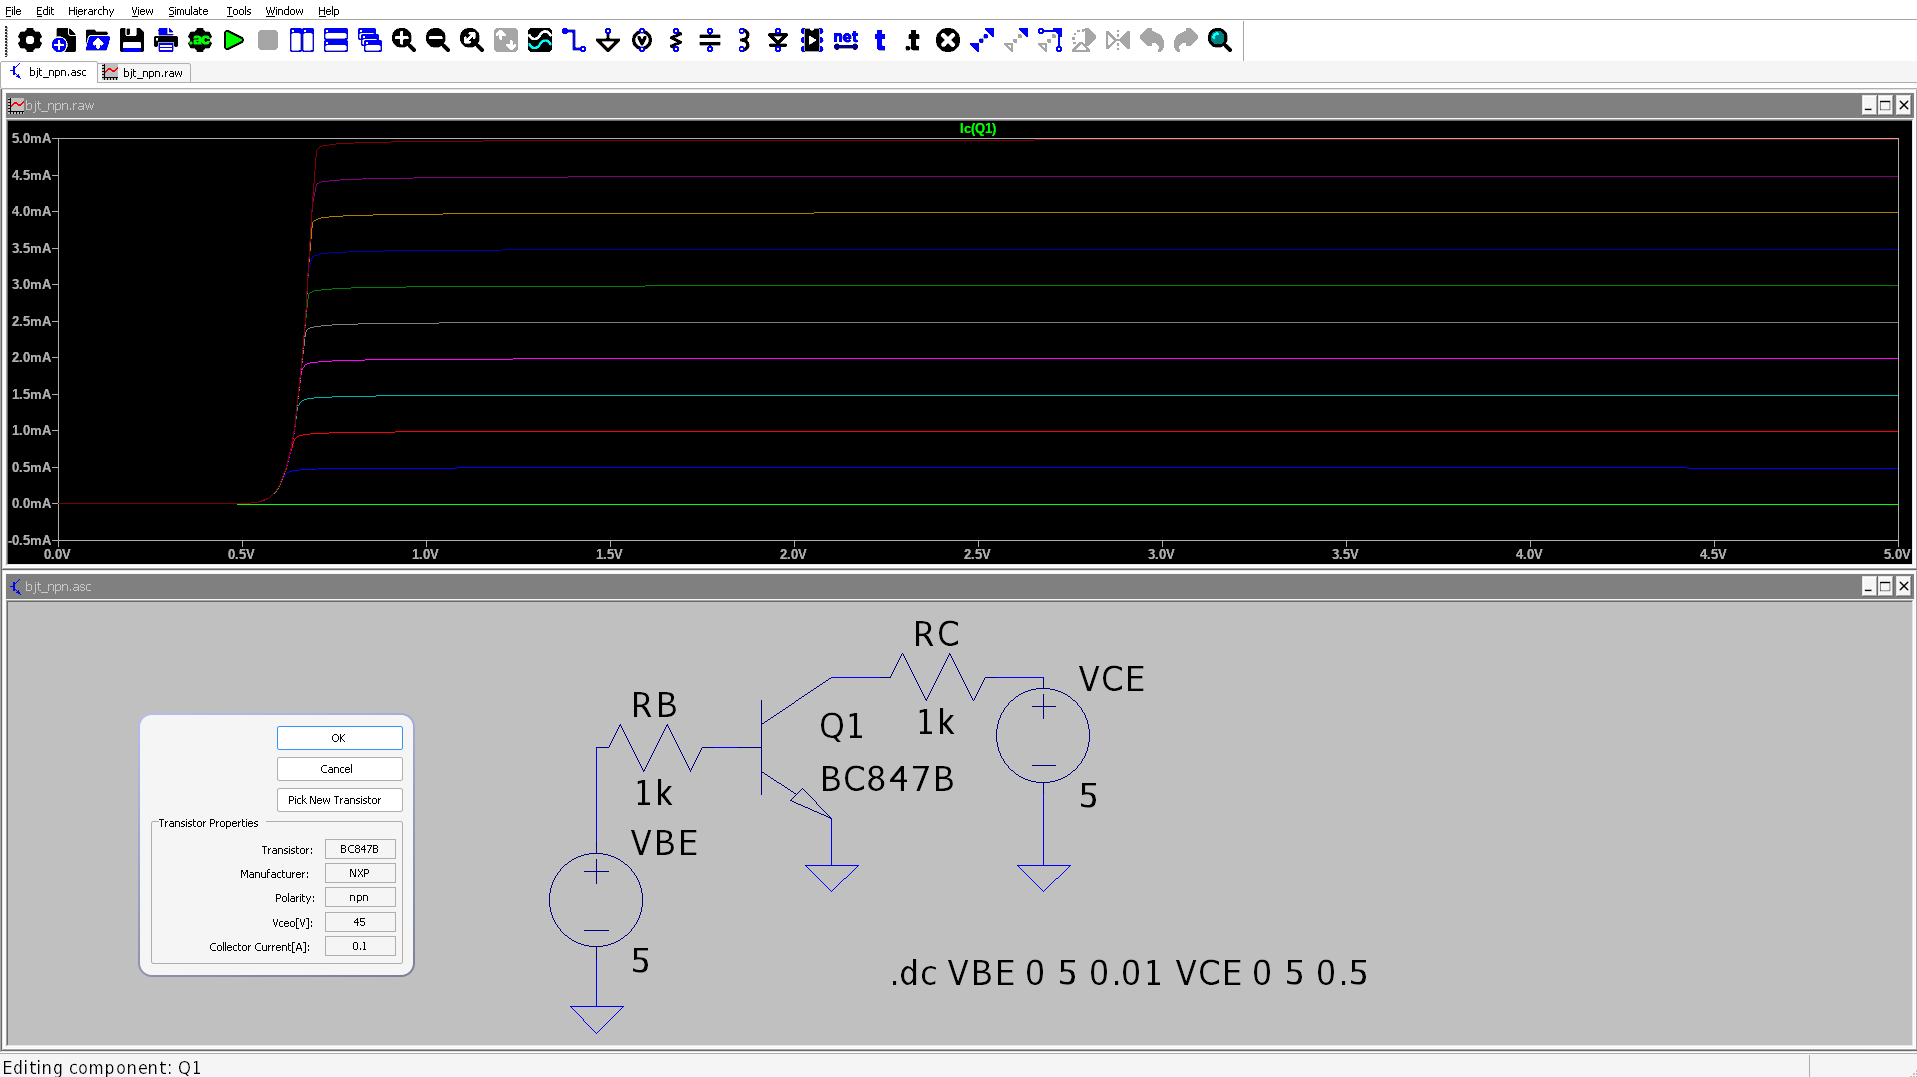 File Edit Hierarchy View Simulate Tools Window Help
ac net t .t
bjt_npn.asc bjt_npn.raw
bjt_npn.raw
Ic(Q1)
5.0mA
4.5mA
4.0mA
3.5mA
3.0mA
2.5mA
2.0mA
1.5mA
1.0mA
0.5mA
0.0mA
-0.5mA
0.0V 0.5V 1.0V 1.5V 2.0V 2.5V 3.0V 3.5V 4.0V 4.5V 5.0V
bjt_npn.asc
RC
VCE
RB
Q1
1k
BC847B
1k
5
VBE
5
.dc VBE 0 5 0.01 VCE 0 5 0.5
OK
Cancel
Pick New Transistor
Transistor Properties
Transistor: BC847B
Manufacturer: NXP
Polarity: npn
Vceo[V]: 45
Collector Current[A]: 0.1
Editing component: Q1